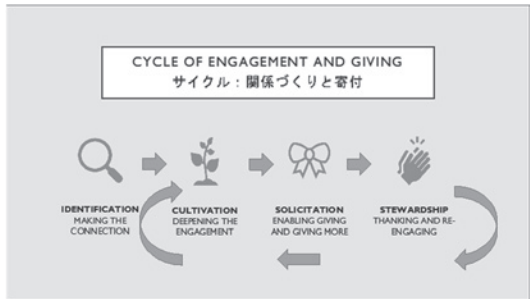 CYCLE OF ENGAGEMENT AND GIVING
サイクル：関係づくりと寄付
IDENTIFICATION
MAKING THE
CONNECTION
CULTIVATION
DEEPENING THE
ENGAGEMENT
SOLICITATION
ENABLING GIVING
AND GIVING MORE
STEWARDSHIP
THANKING AND RE-
ENGAGING